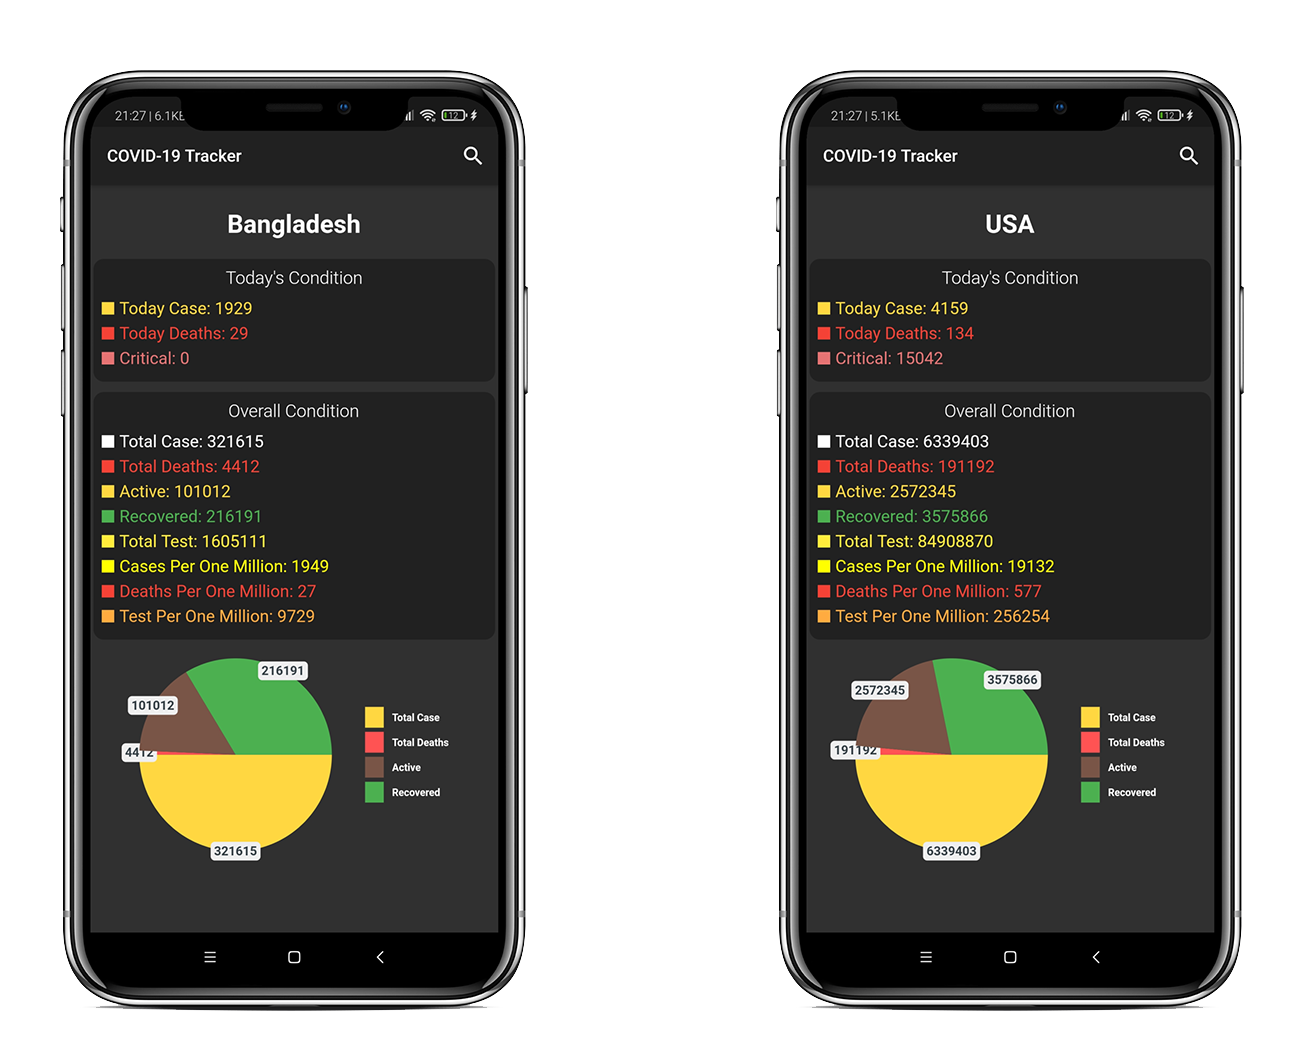 21:27 | 6.1KB
12
COVID-19 Tracker
Bangladesh
Today's Condition
Today Case: 1929
Today Deaths: 29
Critical: 0
Overall Condition
Total Case: 321615
Total Deaths: 4412
Active: 101012
Recovered: 216191
Total Test: 1605111
Cases Per One Million: 1949
Deaths Per One Million: 27
Test Per One Million: 9729
216191
101012
4412
321615
Total Case
Total Deaths
Active
Recovered
21:27 | 5.1KB
12
COVID-19 Tracker
USA
Today's Condition
Today Case: 4159
Today Deaths: 134
Critical: 15042
Overall Condition
Total Case: 6339403
Total Deaths: 191192
Active: 2572345
Recovered: 3575866
Total Test: 84908870
Cases Per One Million: 19132
Deaths Per One Million: 577
Test Per One Million: 256254
3575866
2572345
191192
6339403
Total Case
Total Deaths
Active
Recovered